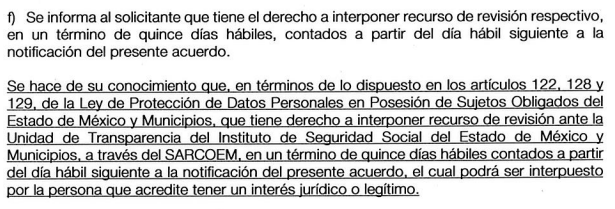 f) Se informa al solicitante que tiene el derecho a interponer recurso de revisión respectivo,
en un término de quince días hábiles, contados a partir del día hábil siguiente a la
notificación del presente acuerdo.
Se hace de su conocimiento que, en términos de lo dispuesto en los artículos 122, 128 y
129, de la Ley de Protección de Datos Personales en Posesión de Sujetos Obligados del
Estado de México y Municipios, que tiene derecho a interponer recurso de revisión ante la
Unidad de Transparencia del Instituto de Seguridad Social del Estado de México y
Municipios, a través del SARCOEM, en un término de quince días hábiles contados a partir
del día hábil siguiente a la notificación del presente acuerdo, el cual podrá ser interpuesto
por la persona que acredite tener un interés jurídico o legítimo.